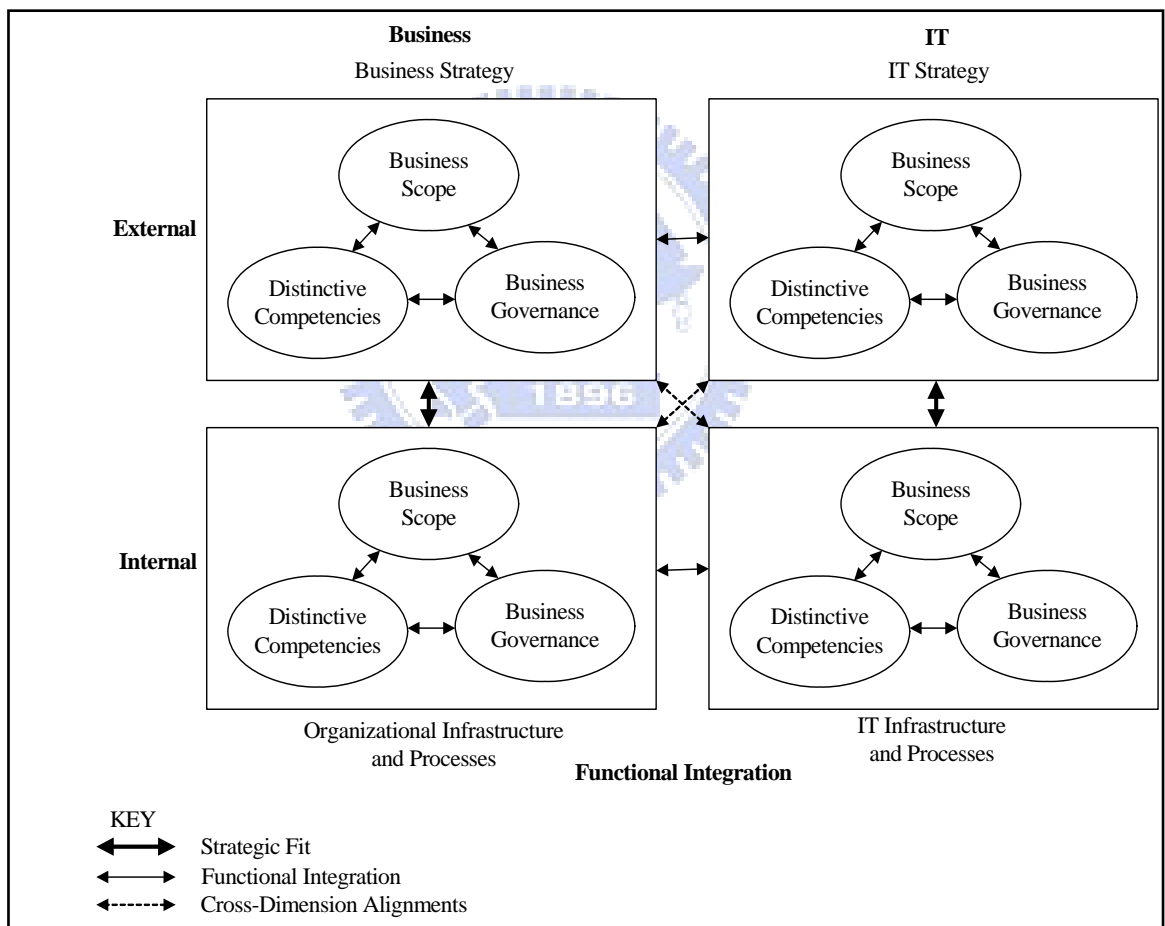 Business
IT
Business Strategy
IT Strategy
External
Business
Scope
Distinctive
Competencies
Business
Governance
Business
Scope
Distinctive
Competencies
Business
Governance
1896
Internal
Business
Scope
Distinctive
Competencies
Business
Governance
Business
Scope
Distinctive
Competencies
Business
Governance
Organizational Infrastructure
and Processes
IT Infrastructure
and Processes
Functional Integration
KEY
Strategic Fit
Functional Integration
Cross-Dimension Alignments